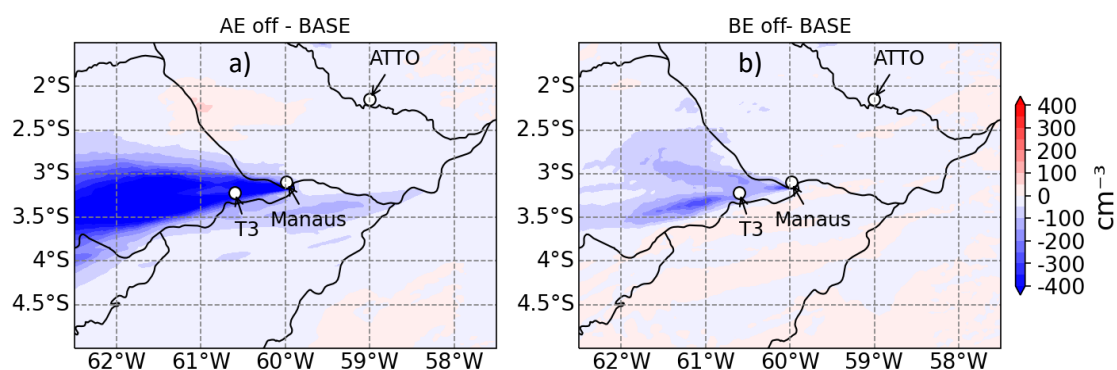 AE off - BASE
BE off- BASE
a)
b)
ATTO
ATTO
2°S
2.5°S
3°S
3.5°S
4°S
4.5°S
2°S
2.5°S
3°S
3.5°S
4°S
4.5°S
T3
Manaus
T3
Manaus
62°W 61°W 60°W 59°W 58°W
62°W 61°W 60°W 59°W 58°W
400
300
200
100
0
-100
-200
-300
-400
cm⁻³